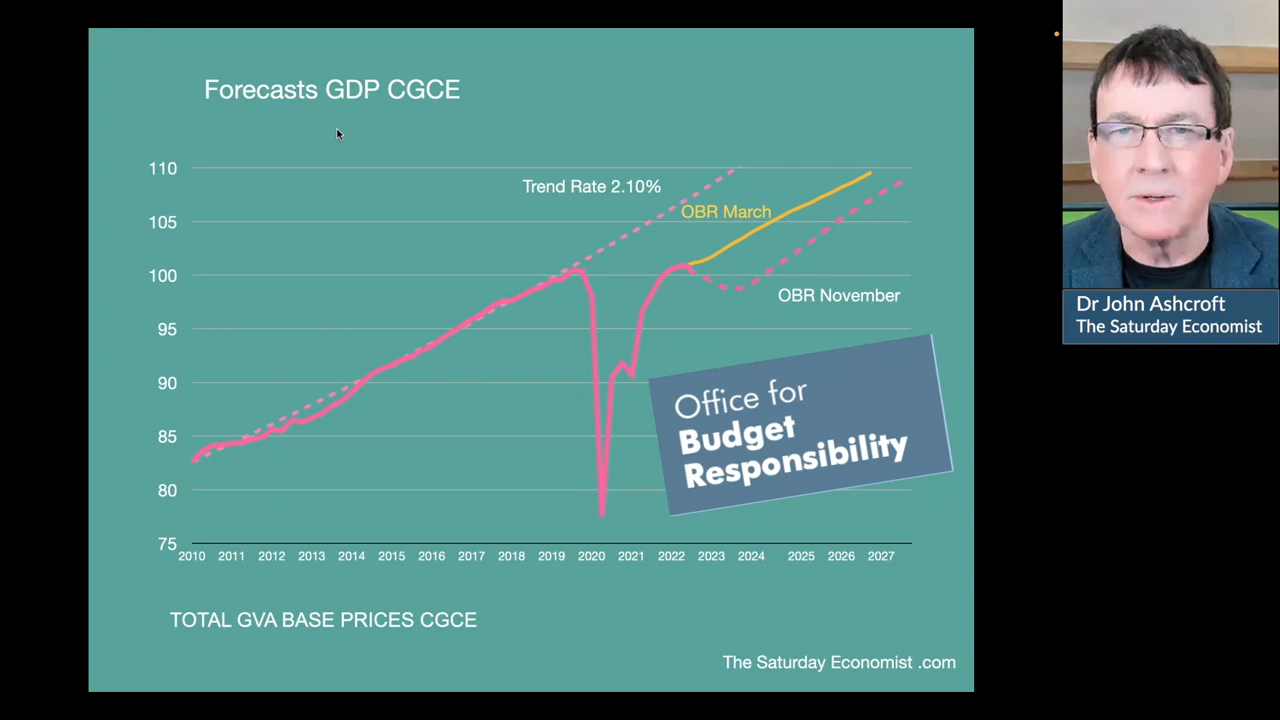 Forecasts GDP CGCE
110
Trend Rate 2.10%
OBR March
105
100
OBR November
95
90
85
80
75
Office for
Budget
Responsibility
2010 2011 2012 2013 2014 2015 2016 2017 2018 2019 2020 2021 2022 2023 2024 2025 2026 2027
TOTAL GVA BASE PRICES CGCE
The Saturday Economist .com
Dr John Ashcroft
The Saturday Economist